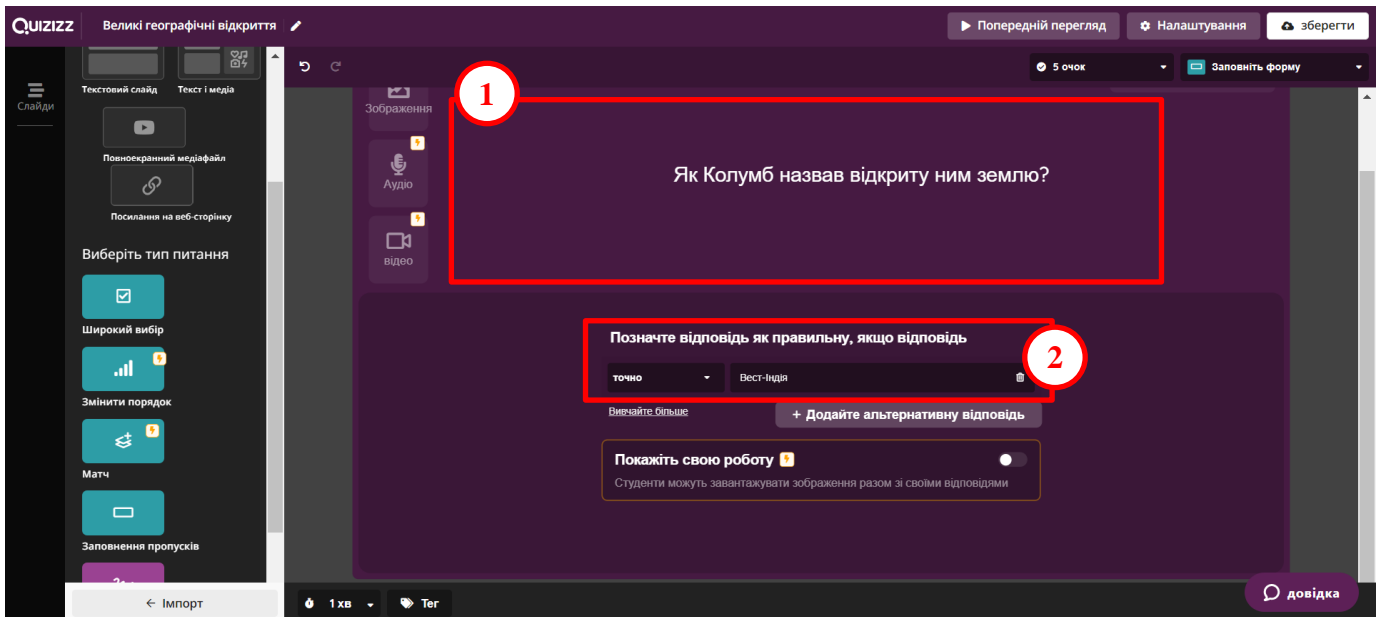 QUIZIZZ
Великі географічні відкриття
Попередній перегляд
Налаштування
зберегти
Слайди
Текстовий слайд
Текст і медіа
Повноекранний медіафайл
Посилання на веб-сторінку
Виберіть тип питання
Широкий вибір
Змінити порядок
Матч
Заповнення пропусків
← Імпорт
5 очок
Заповніть форму
Зображення
Аудіо
відео
1
Як Колумб назвав відкриту ним землю?
Позначте відповідь як правильну, якщо відповідь
2
точно
Вест-Індія
Вивчайте більше
+ Додайте альтернативну відповідь
Покажіть свою роботу
Студенти можуть завантажувати зображення разом зі своїми відповідями
1 хв
Тег
довідка